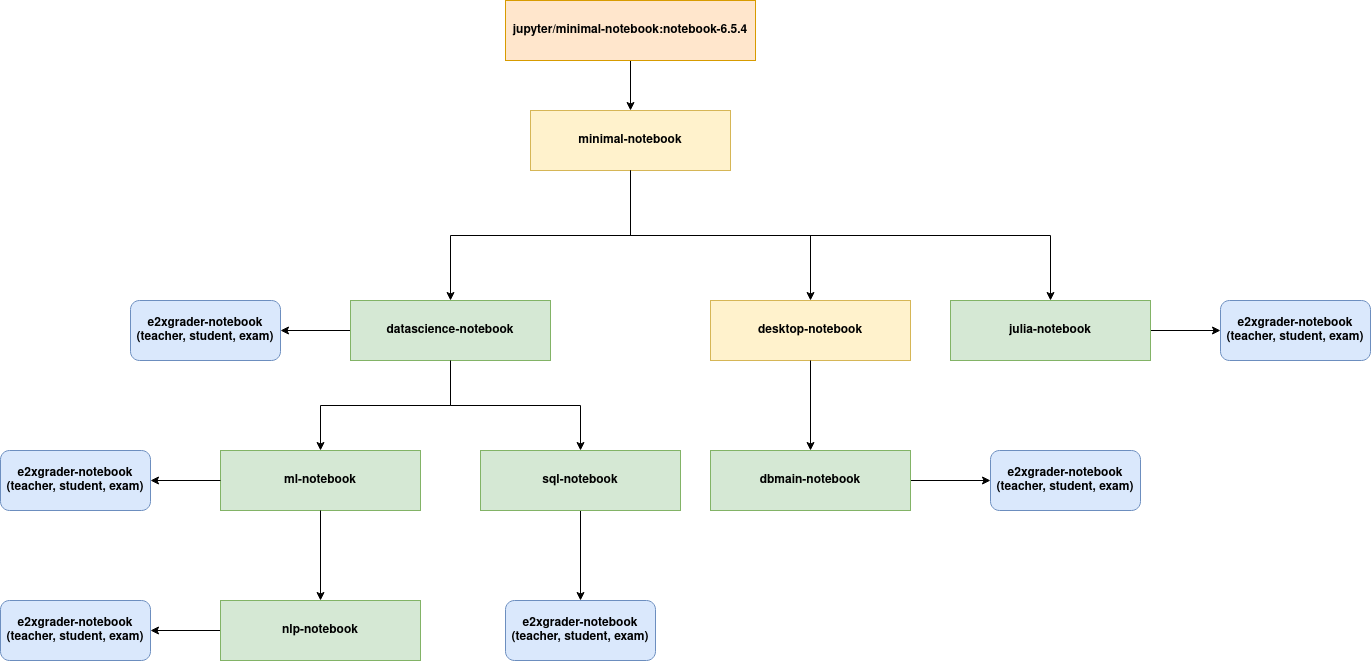 jupyter/minimal-notebook:notebook-6.5.4
minimal-notebook
e2xgrader-notebook
(teacher, student, exam)
datascience-notebook
desktop-notebook
julia-notebook
e2xgrader-notebook
(teacher, student, exam)
e2xgrader-notebook
(teacher, student, exam)
ml-notebook
sql-notebook
dbmain-notebook
e2xgrader-notebook
(teacher, student, exam)
e2xgrader-notebook
(teacher, student, exam)
nlp-notebook
e2xgrader-notebook
(teacher, student, exam)